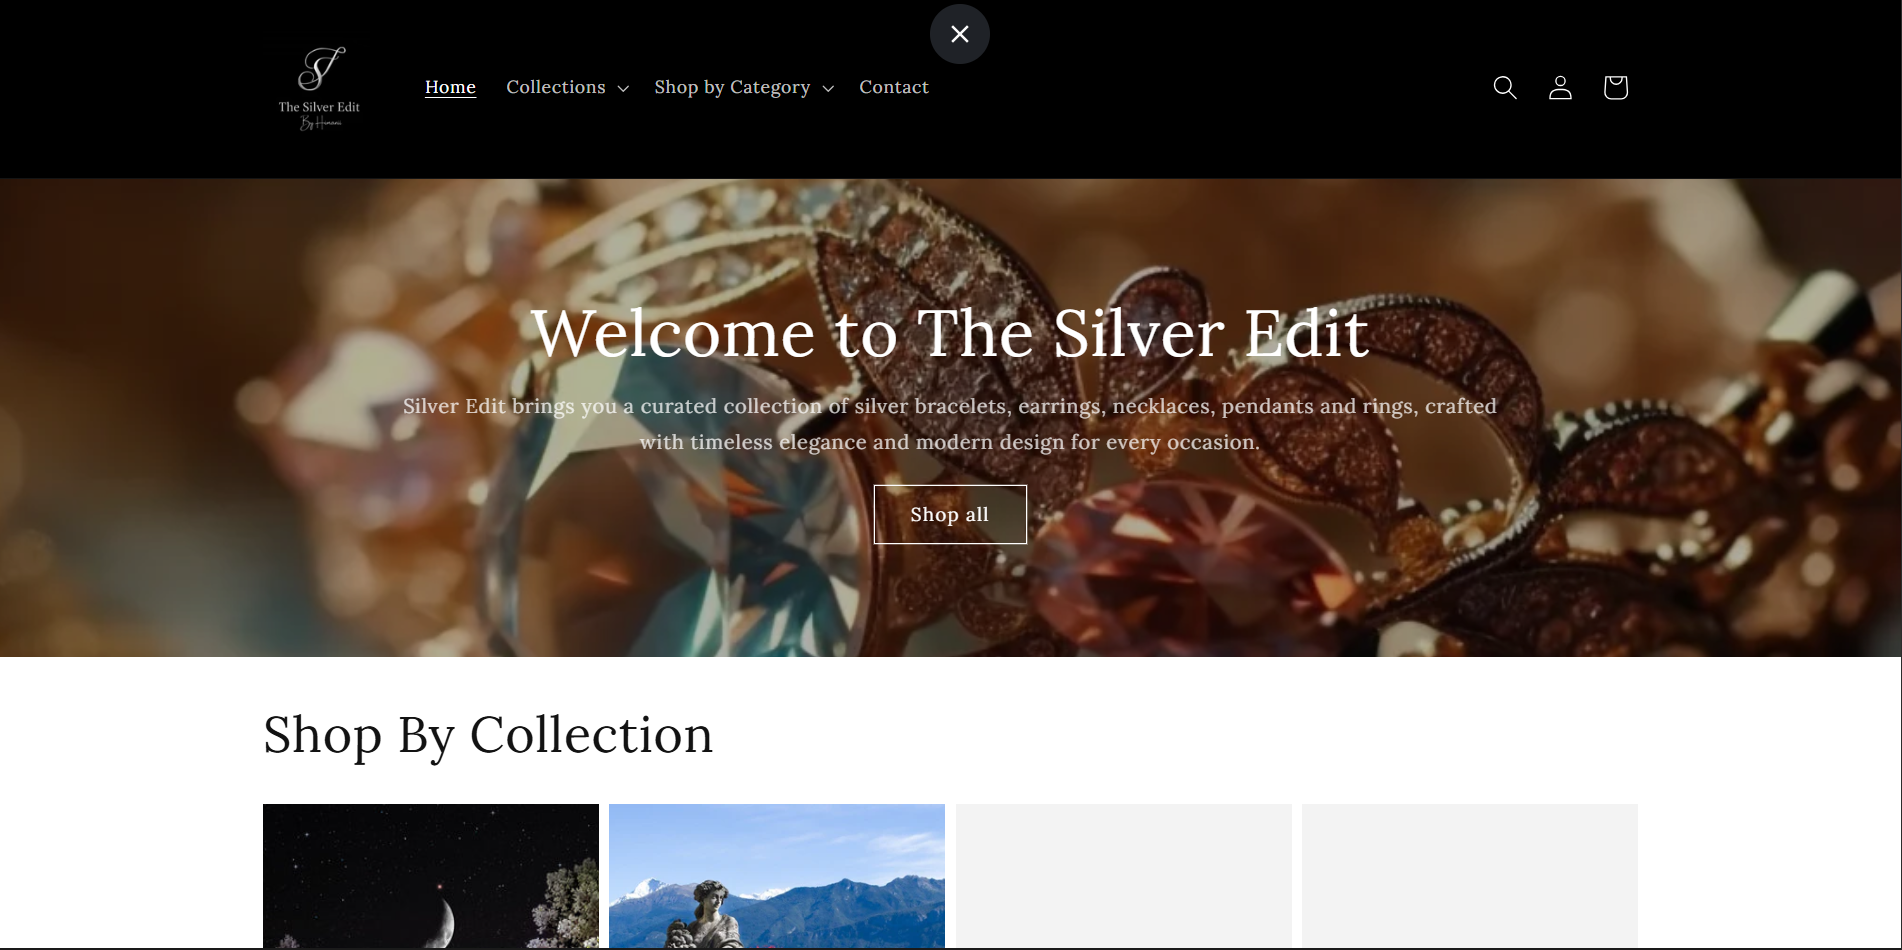 The Silver Edit
By Humani
Home
Collections
Shop by Category
Contact
Welcome to The Silver Edit
Silver Edit brings you a curated collection of silver bracelets, earrings, necklaces, pendants and rings, crafted
with timeless elegance and modern design for every occasion.
Shop all
Shop By Collection